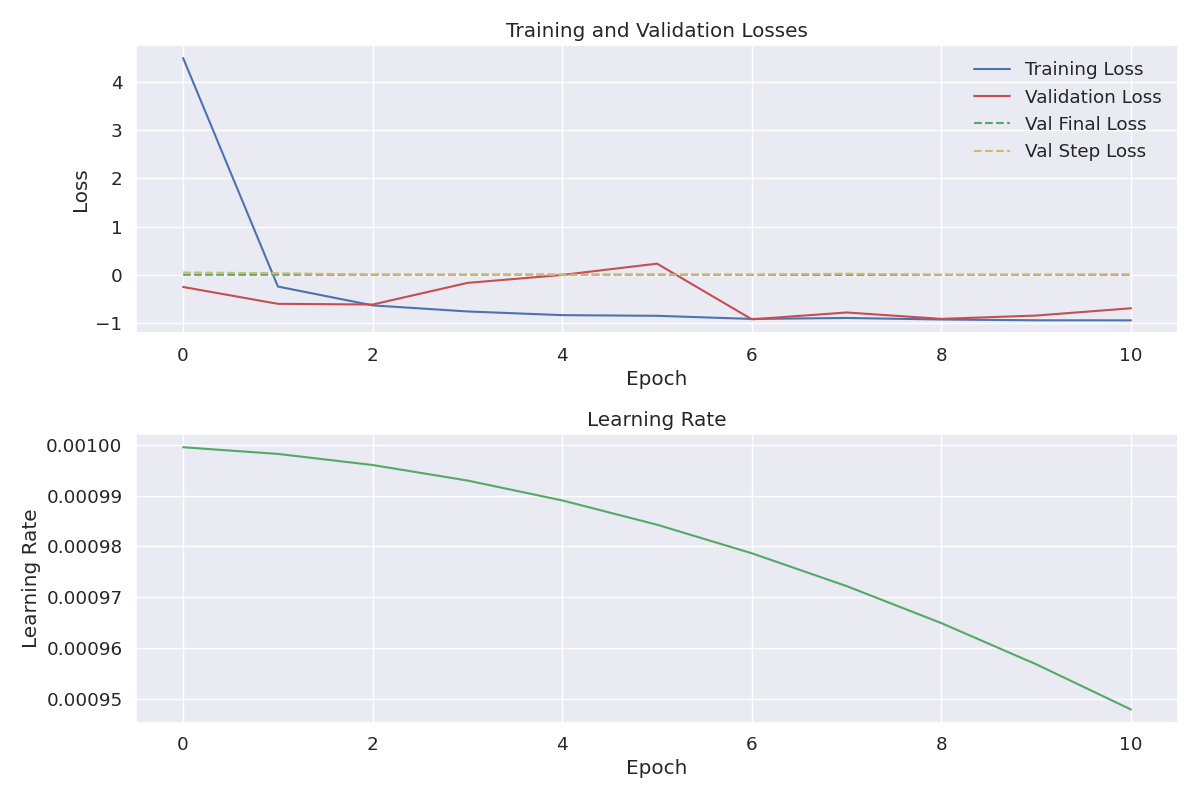 Training and Validation Losses
Loss
4
3
2
1
0
−1
Training Loss
Validation Loss
Val Final Loss
Val Step Loss
0 2 4 6 8 10
Epoch
Learning Rate
Learning Rate
0.00100
0.00099
0.00098
0.00097
0.00096
0.00095
0 2 4 6 8 10
Epoch